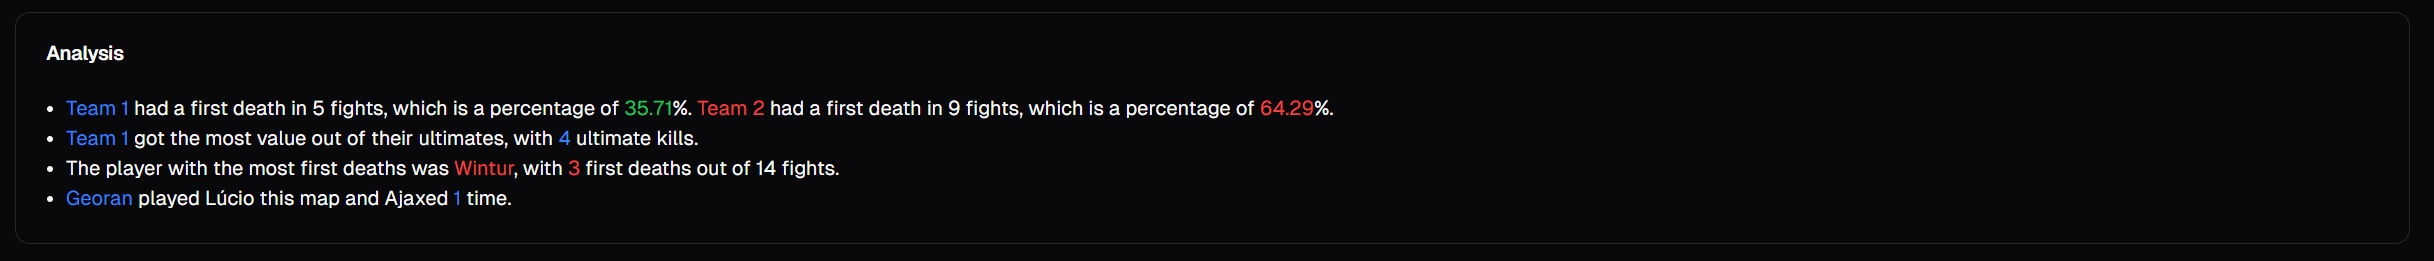 Analysis
• Team 1 had a first death in 5 fights, which is a percentage of 35.71%. Team 2 had a first death in 9 fights, which is a percentage of 64.29%.
• Team 1 got the most value out of their ultimates, with 4 ultimate kills.
• The player with the most first deaths was Wintur, with 3 first deaths out of 14 fights.
• Georan played Lúcio this map and Ajaxed 1 time.